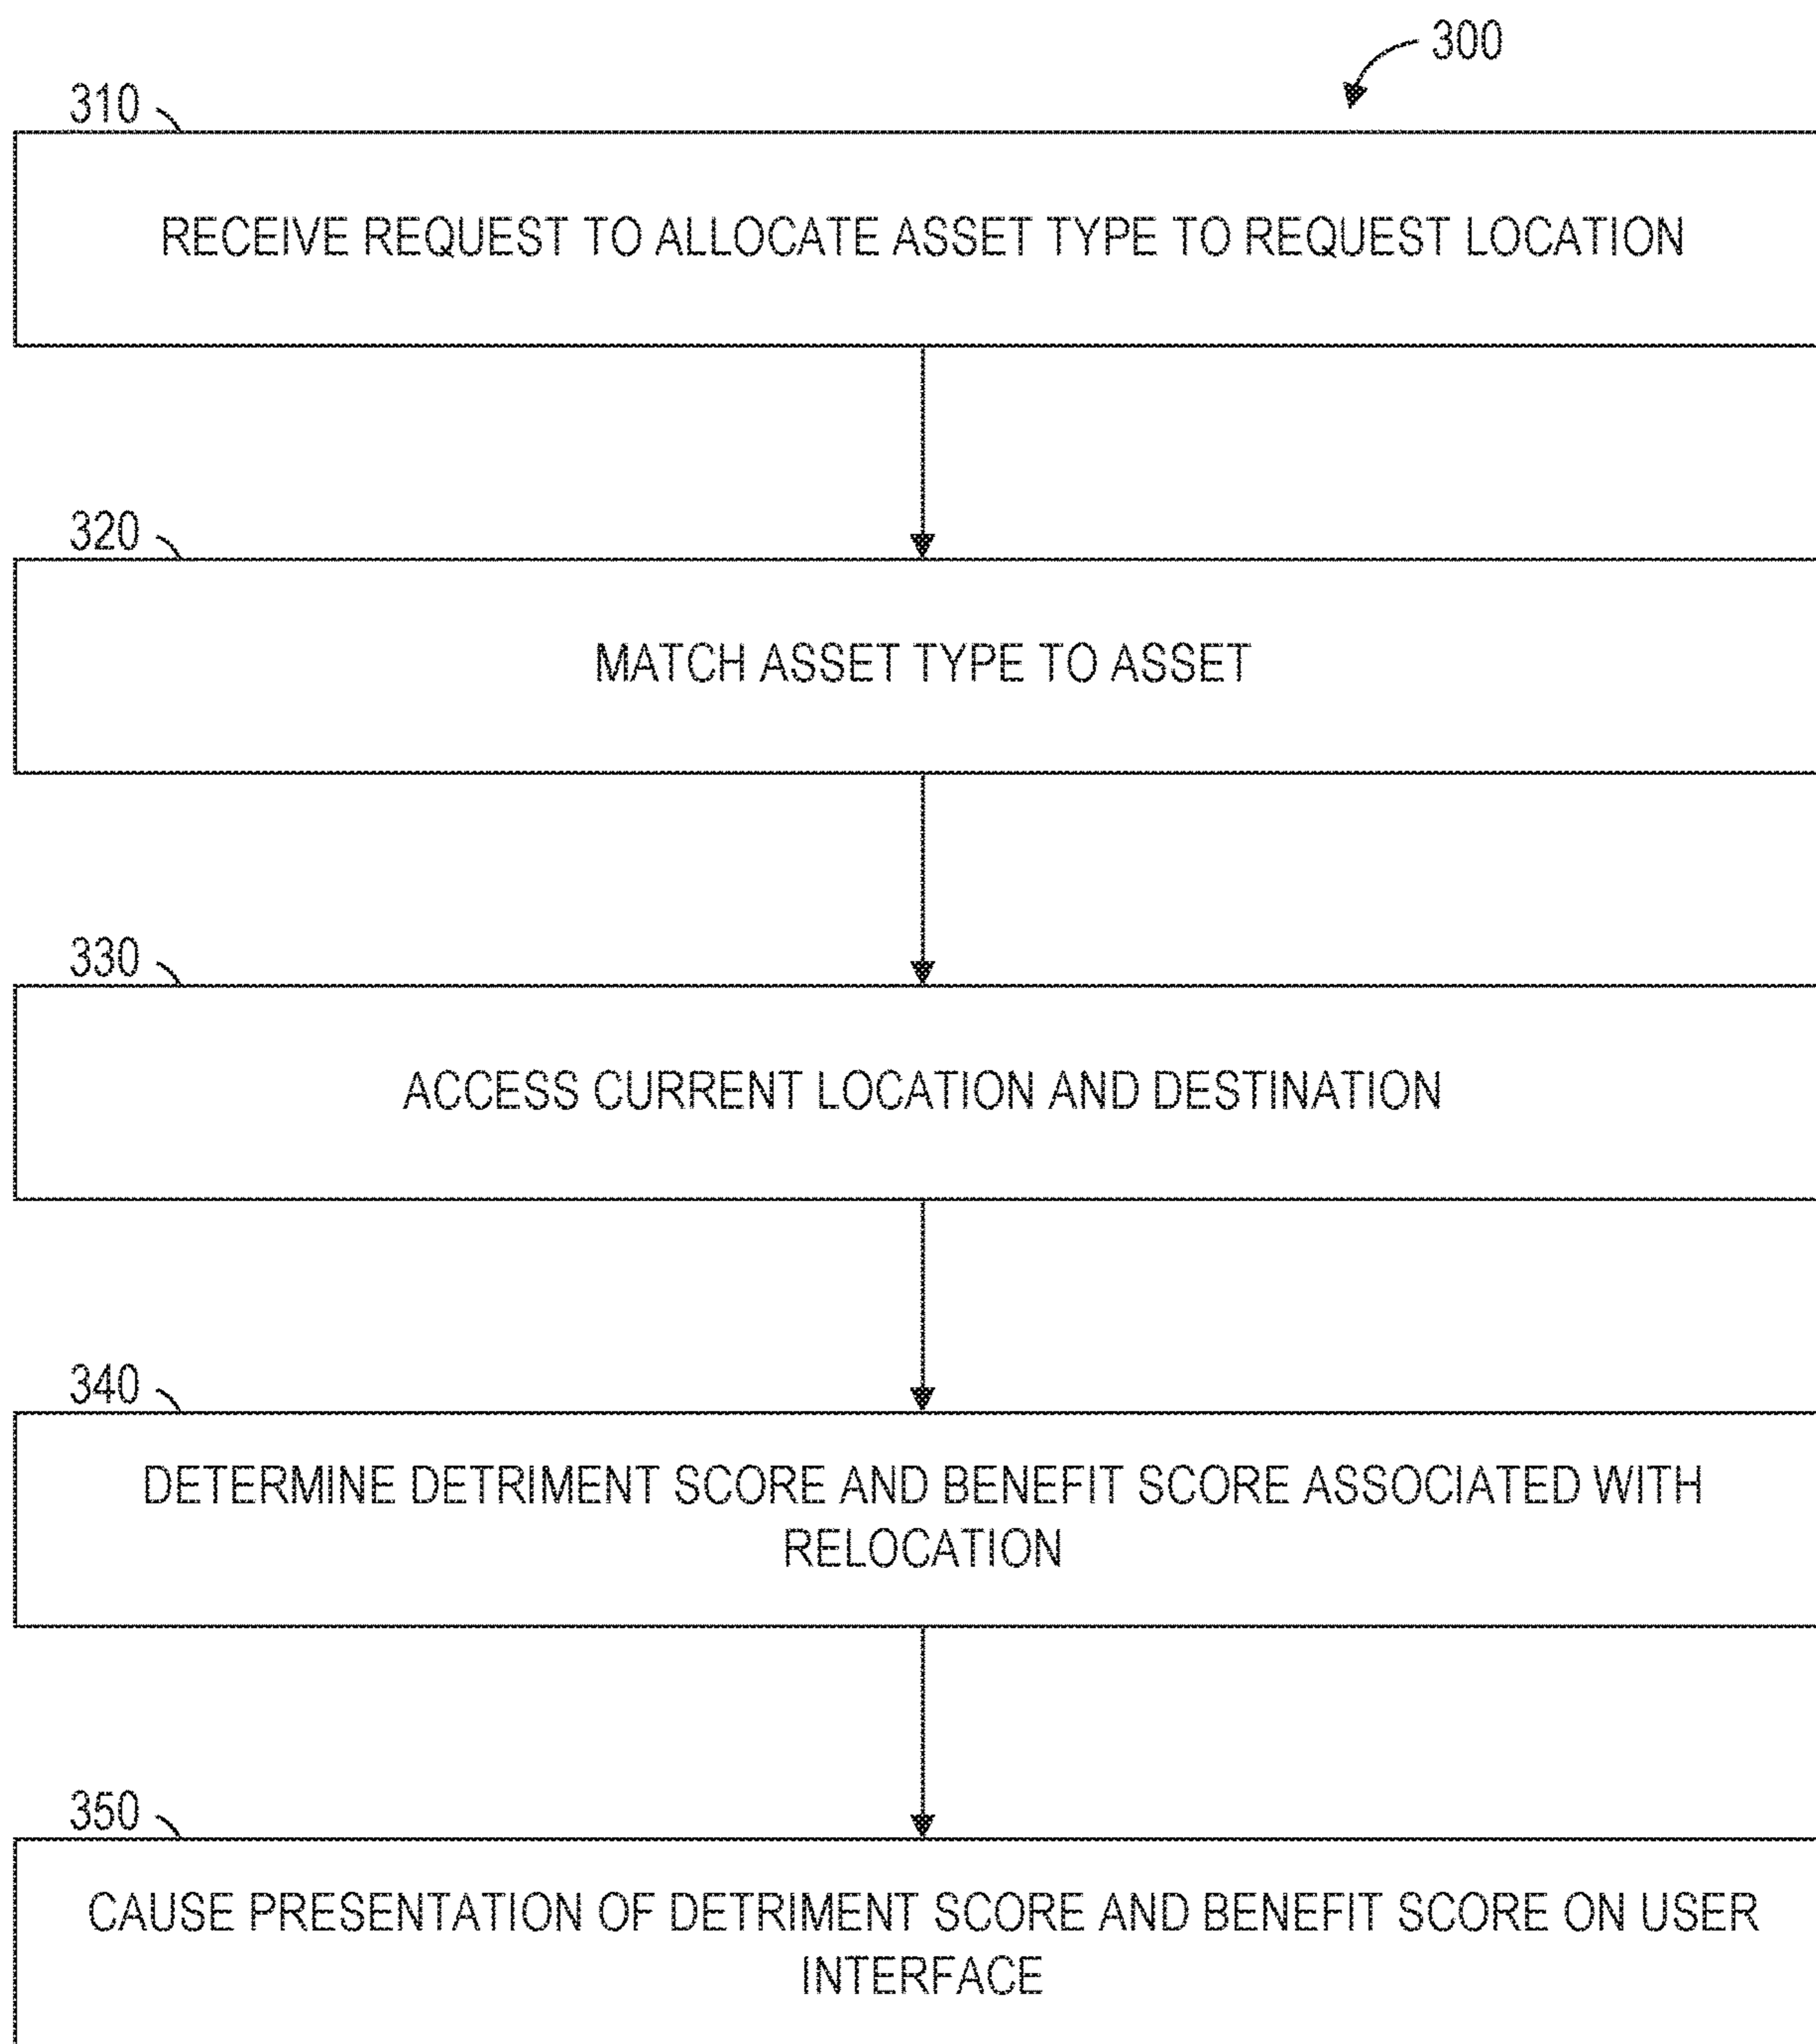 300
310
RECEIVE REQUEST TO ALLOCATE ASSET TYPE TO REQUEST LOCATION
320
MATCH ASSET TYPE TO ASSET
330
ACCESS CURRENT LOCATION AND DESTINATION
340
DETERMINE DETRIMENT SCORE AND BENEFIT SCORE ASSOCIATED WITH
RELOCATION
350
CAUSE PRESENTATION OF DETRIMENT SCORE AND BENEFIT SCORE ON USER
INTERFACE